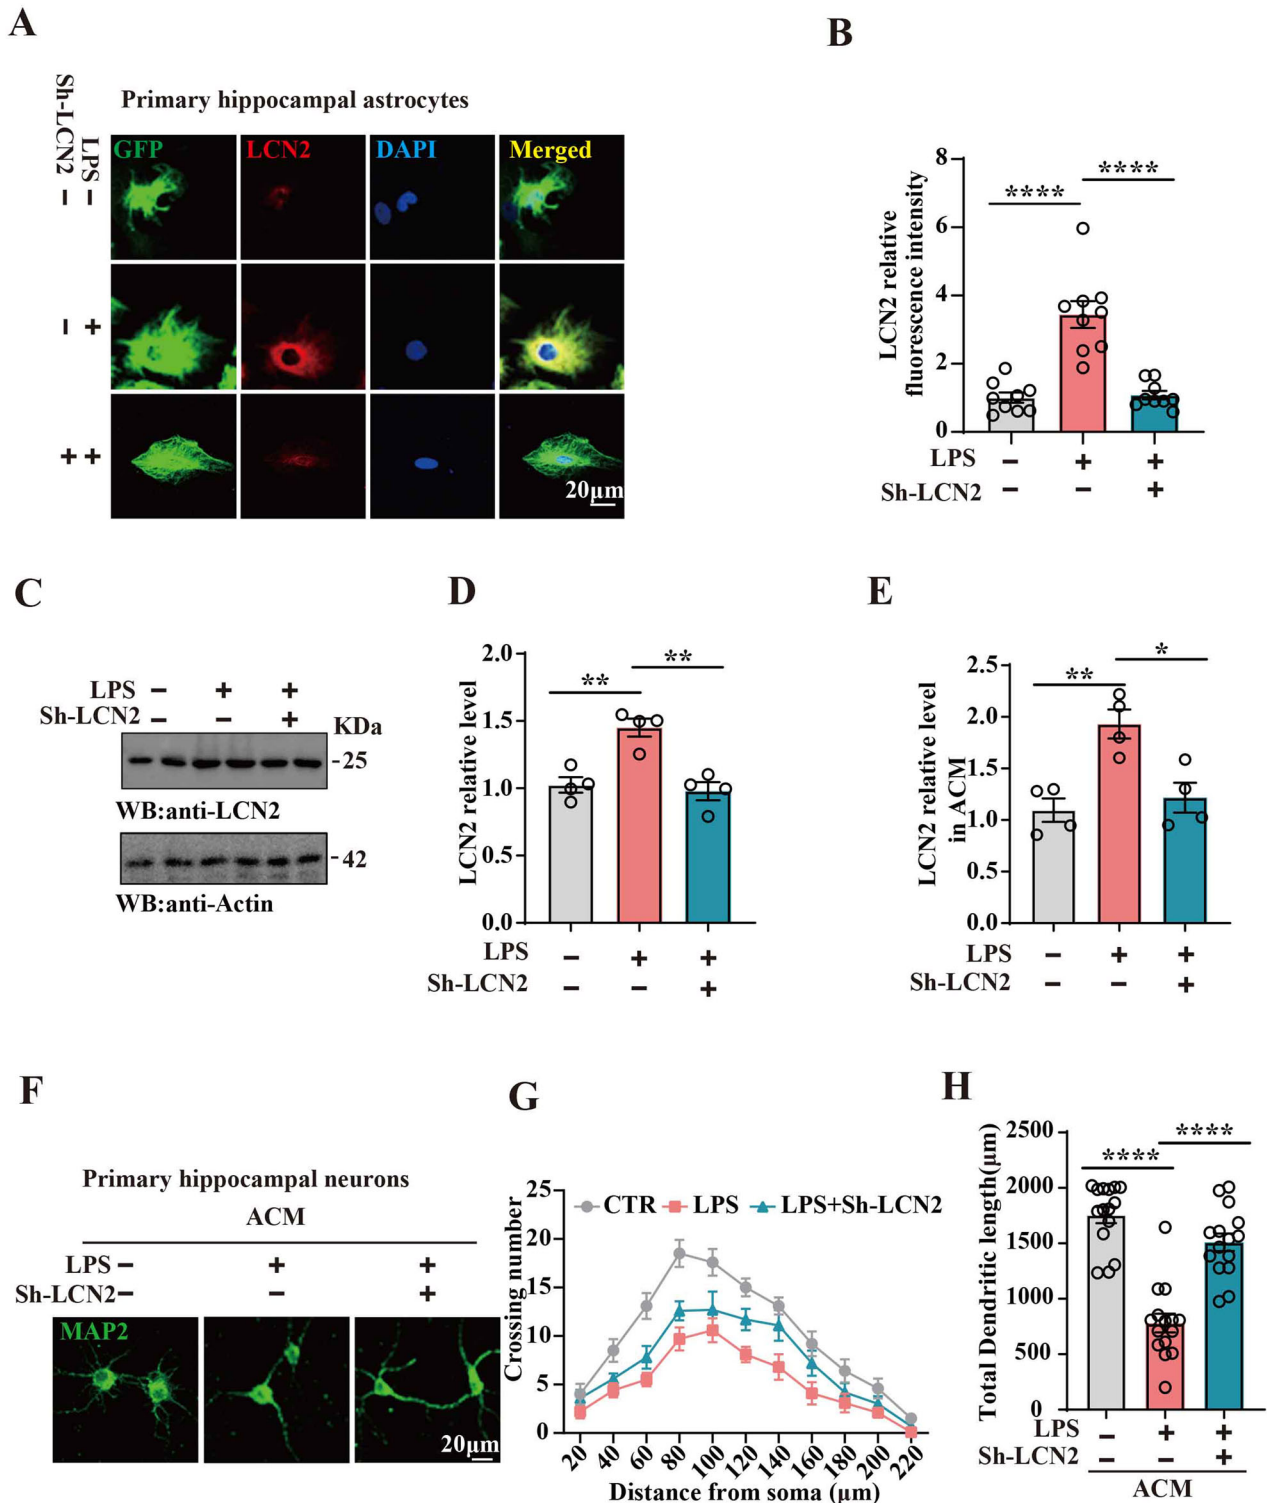 A
Primary hippocampal astrocytes
Sh-LCN2
LPS
GFP LCN2 DAPI Merged
− −
− +
+ +
20μm
B
LCN2 relative
fluorescence intensity
8
6
4
2
0
****
****
LPS − + +
Sh-LCN2 − − +
C
LPS − + +
Sh-LCN2 − − +
KDa
-25
WB:anti-LCN2
-42
WB:anti-Actin
D
LCN2 relative level
2.0
1.5
1.0
0.5
0.0
**
**
LPS − + +
Sh-LCN2 − − +
E
LCN2 relative level
in ACM
2.5
2.0
1.5
1.0
0.5
0.0
**
*
LPS − + +
Sh-LCN2 − − +
F
Primary hippocampal neurons
ACM
LPS − + +
Sh-LCN2 − − +
MAP2
20μm
G
Crossing number
25
20
15
10
5
0
CTR LPS LPS+Sh-LCN2
20 40 60 80 100 120 140 160 180 200 220
Distance from soma (μm)
H
Total Dendritic length(μm)
2500
2000
1500
1000
500
0
****
****
LPS − + +
Sh-LCN2 − − +
ACM